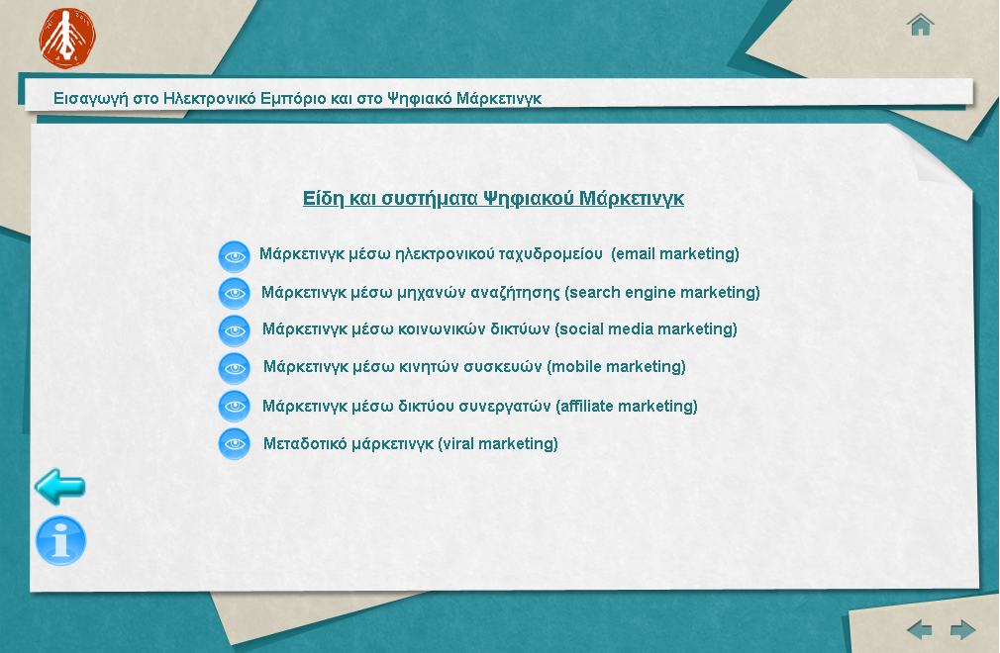 Εισαγωγή στο Ηλεκτρονικό Εμπόριο και στο Ψηφιακό Μάρκετινγκ
Είδη και συστήματα Ψηφιακού Μάρκετινγκ
Μάρκετινγκ μέσω ηλεκτρονικού ταχυδρομείου (email marketing)
Μάρκετινγκ μέσω μηχανών αναζήτησης (search engine marketing)
Μάρκετινγκ μέσω κοινωνικών δικτύων (social media marketing)
Μάρκετινγκ μέσω κινητών συσκευών (mobile marketing)
Μάρκετινγκ μέσω δικτύου συνεργατών (affiliate marketing)
Μεταδοτικό μάρκετινγκ (viral marketing)